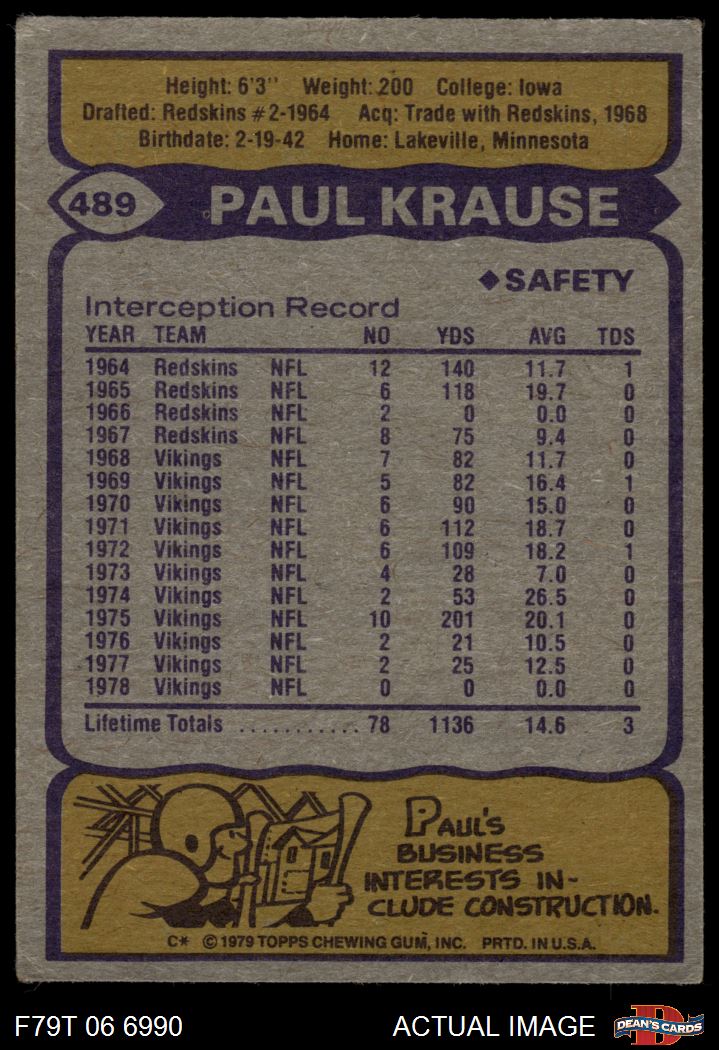 Height: 6'3" Weight: 200 College: Iowa
Drafted: Redskins #2-1964 Acq: Trade with Redskins, 1968
Birthdate: 2-19-42 Home: Lakeville, Minnesota
489 PAUL KRAUSE
◆SAFETY
Interception Record
YEAR TEAM NO YDS AVG TDS
1964 Redskins NFL 12 140 11.7 1
1965 Redskins NFL 6 118 19.7 0
1966 Redskins NFL 2 0 0.0 0
1967 Redskins NFL 8 75 9.4 0
1968 Vikings NFL 7 82 11.7 0
1969 Vikings NFL 5 82 16.4 1
1970 Vikings NFL 6 90 15.0 0
1971 Vikings NFL 6 112 18.7 0
1972 Vikings NFL 6 109 18.2 1
1973 Vikings NFL 4 28 7.0 0
1974 Vikings NFL 2 53 26.5 0
1975 Vikings NFL 10 201 20.1 0
1976 Vikings NFL 2 21 10.5 0
1977 Vikings NFL 2 25 12.5 0
1978 Vikings NFL 0 0 0.0 0
Lifetime Totals ........... 78 1136 14.6 3
PAUL'S
BUSINESS
INTERESTS IN-
CLUDE CONSTRUCTION.
C* © 1979 TOPPS CHEWING GUM, INC. PRTD. IN U.S.A.
F79T 06 6990 ACTUAL IMAGE D DEAN'S CARDS